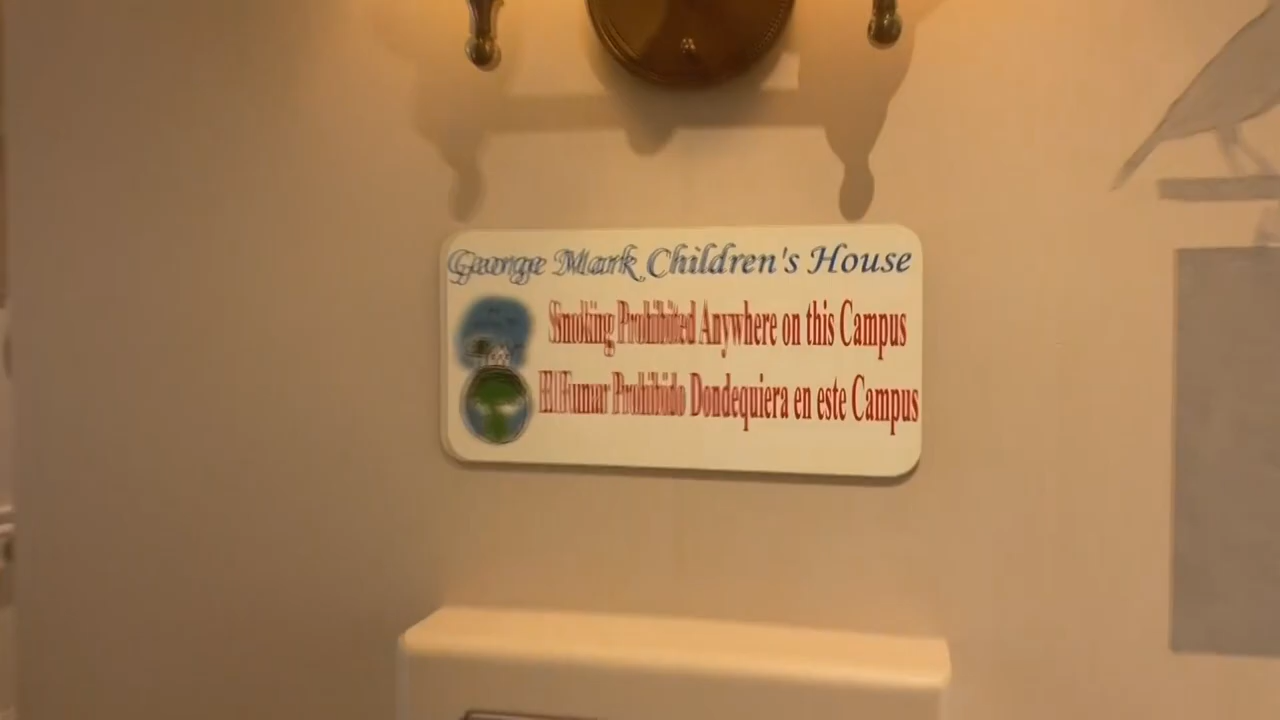 George Mark Children's House
Smoking Prohibited Anywhere on this Campus
El Fumar Prohibido Dondequiera en este Campus